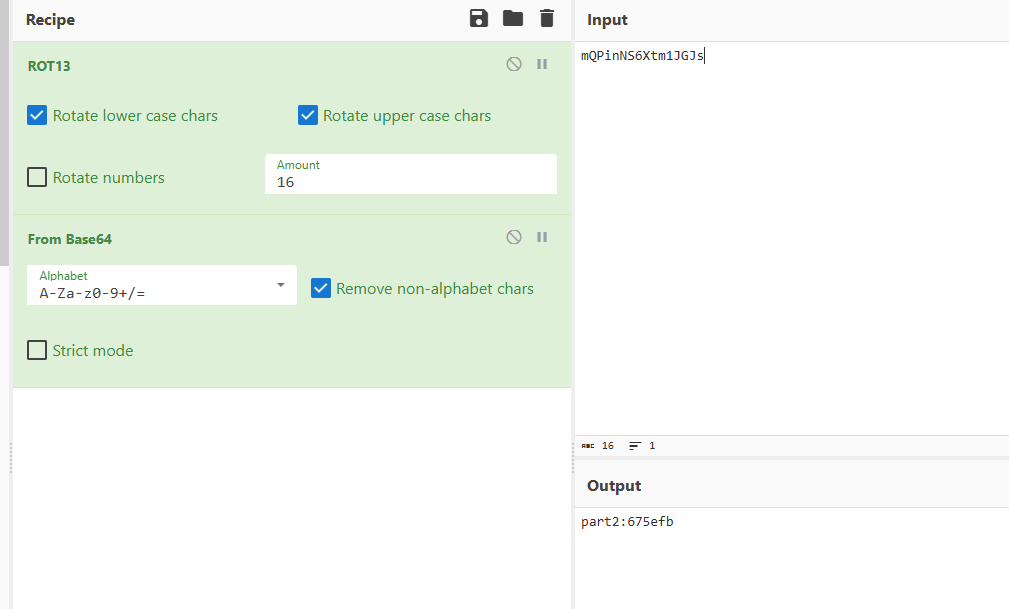 Recipe
ROT13
Rotate lower case chars
Rotate upper case chars
Rotate numbers
Amount
16
From Base64
Alphabet
A-Za-z0-9+/=
Remove non-alphabet chars
Strict mode
Input
mQPinNS6Xtm1JGJs
ABC 16 1
Output
part2:675efb